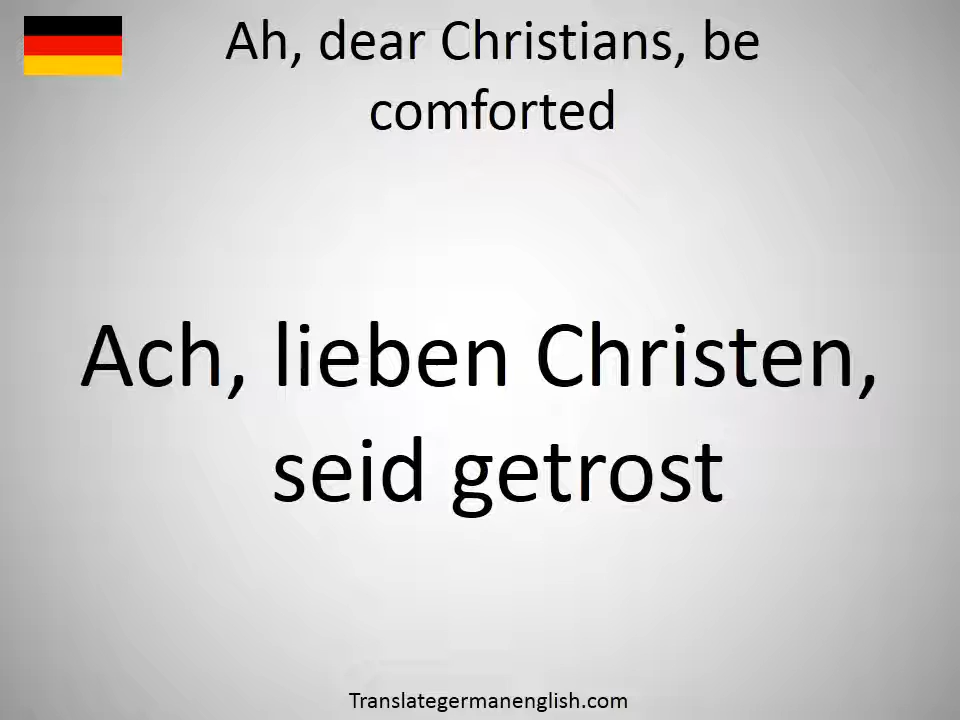 Ah, dear Christians, be
comforted
Ach, lieben Christen,
seid getrost
Translategermanenglish.com